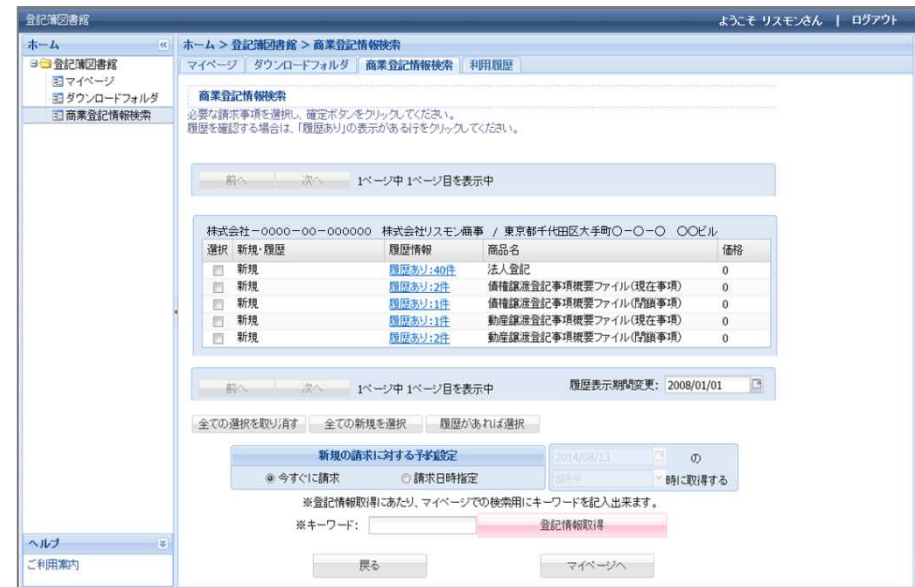 登記簿図書館 ようこそ リスモンさん | ログアウト
ホーム
登記簿図書館
マイページ
ダウンロードフォルダ
商業登記情報検索
ホーム > 登記簿図書館 > 商業登記情報検索
マイページ ダウンロードフォルダ 商業登記情報検索 利用履歴
商業登記情報検索
必要な請求事項を選択し、確定ボタンをクリックしてください。
履歴を確認する場合は、「履歴あり」の表示がある行をクリックしてください。
前へ 次へ 1ページ中 1ページ目を表示中
株式会社-0000-00-000000 株式会社リスモン商事 / 東京都千代田区大手町〇-〇-〇 〇〇ビル
選択 新規・履歴 履歴情報 商品名 価格
新規 履歴あり:40件 法人登記 0
新規 履歴あり:2件 債権譲渡登記事項概要ファイル(現在事項) 0
新規 履歴あり:1件 債権譲渡登記事項概要ファイル(閉鎖事項) 0
新規 履歴あり:1件 動産譲渡登記事項概要ファイル(現在事項) 0
新規 履歴あり:2件 動産譲渡登記事項概要ファイル(閉鎖事項) 0
前へ 次へ 1ページ中 1ページ目を表示中 履歴表示期間変更: 2008/01/01
全ての選択を取り消す 全ての新規を選択 履歴があれば選択
新規の請求に対する予約設定 2014/08/13 の
今すぐに請求 請求日時指定 時に取得する
※登記情報取得にあたり、マイページでの検索用にキーワードを記入出来ます。
※キーワード: 登記情報取得
戻る マイページへ
ヘルプ
ご利用案内